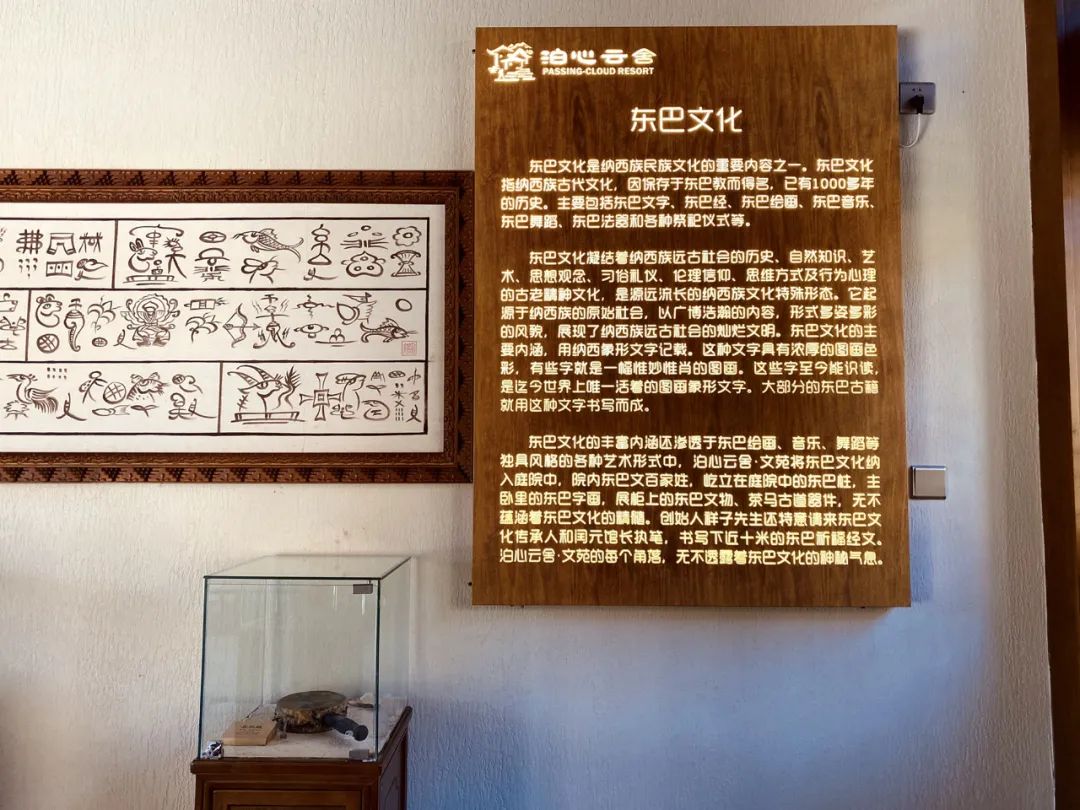 泊心云舍
PASSING-CLOUD RESORT
东巴文化
东巴文化是纳西族民族文化的重要内容之一。东巴文化
指纳西族古代文化，因保存于东巴教而得名，已有1000多年
的历史。主要包括东巴文字、东巴经、东巴绘画、东巴音乐、
东巴舞蹈、东巴法器和各种祭祀仪式等。
东巴文化凝结着纳西族远古社会的历史、自然知识、艺
术、思想观念、习俗礼仪、伦理信仰、思维方式及行为心理
的古老精神文化，是源远流长的纳西族文化特殊形态。它起
源于纳西族的原始社会，以广博浩瀚的内容，形式多姿多彩
的风貌，展现了纳西族远古社会的灿烂文明。东巴文化的主
要内涵，用纳西象形文字记载。这种文字具有浓厚的图画色
彩，有些字就是一幅惟妙惟肖的图画。这些字至今能识读，
是迄今世界上唯一活着的图画象形文字。大部分的东巴古籍
就用这种文字书写而成。
东巴文化的丰富内涵还渗透于东巴绘画、音乐、舞蹈等
独具风格的各种艺术形式中，泊心云舍·文苑将东巴文化纳
入庭院中，院内东巴文百家姓，屹立在庭院中的东巴柱，主
卧里的东巴字画，展柜上的东巴文物、茶马古道器件，无不
蕴涵着东巴文化的精髓。创始人胖子先生还特意请来东巴文
化传承人和闰元馆长执笔，书写下近十米的东巴祈福经文。
泊心云舍·文苑的每个角落，无不透露着东巴文化的神秘气息。